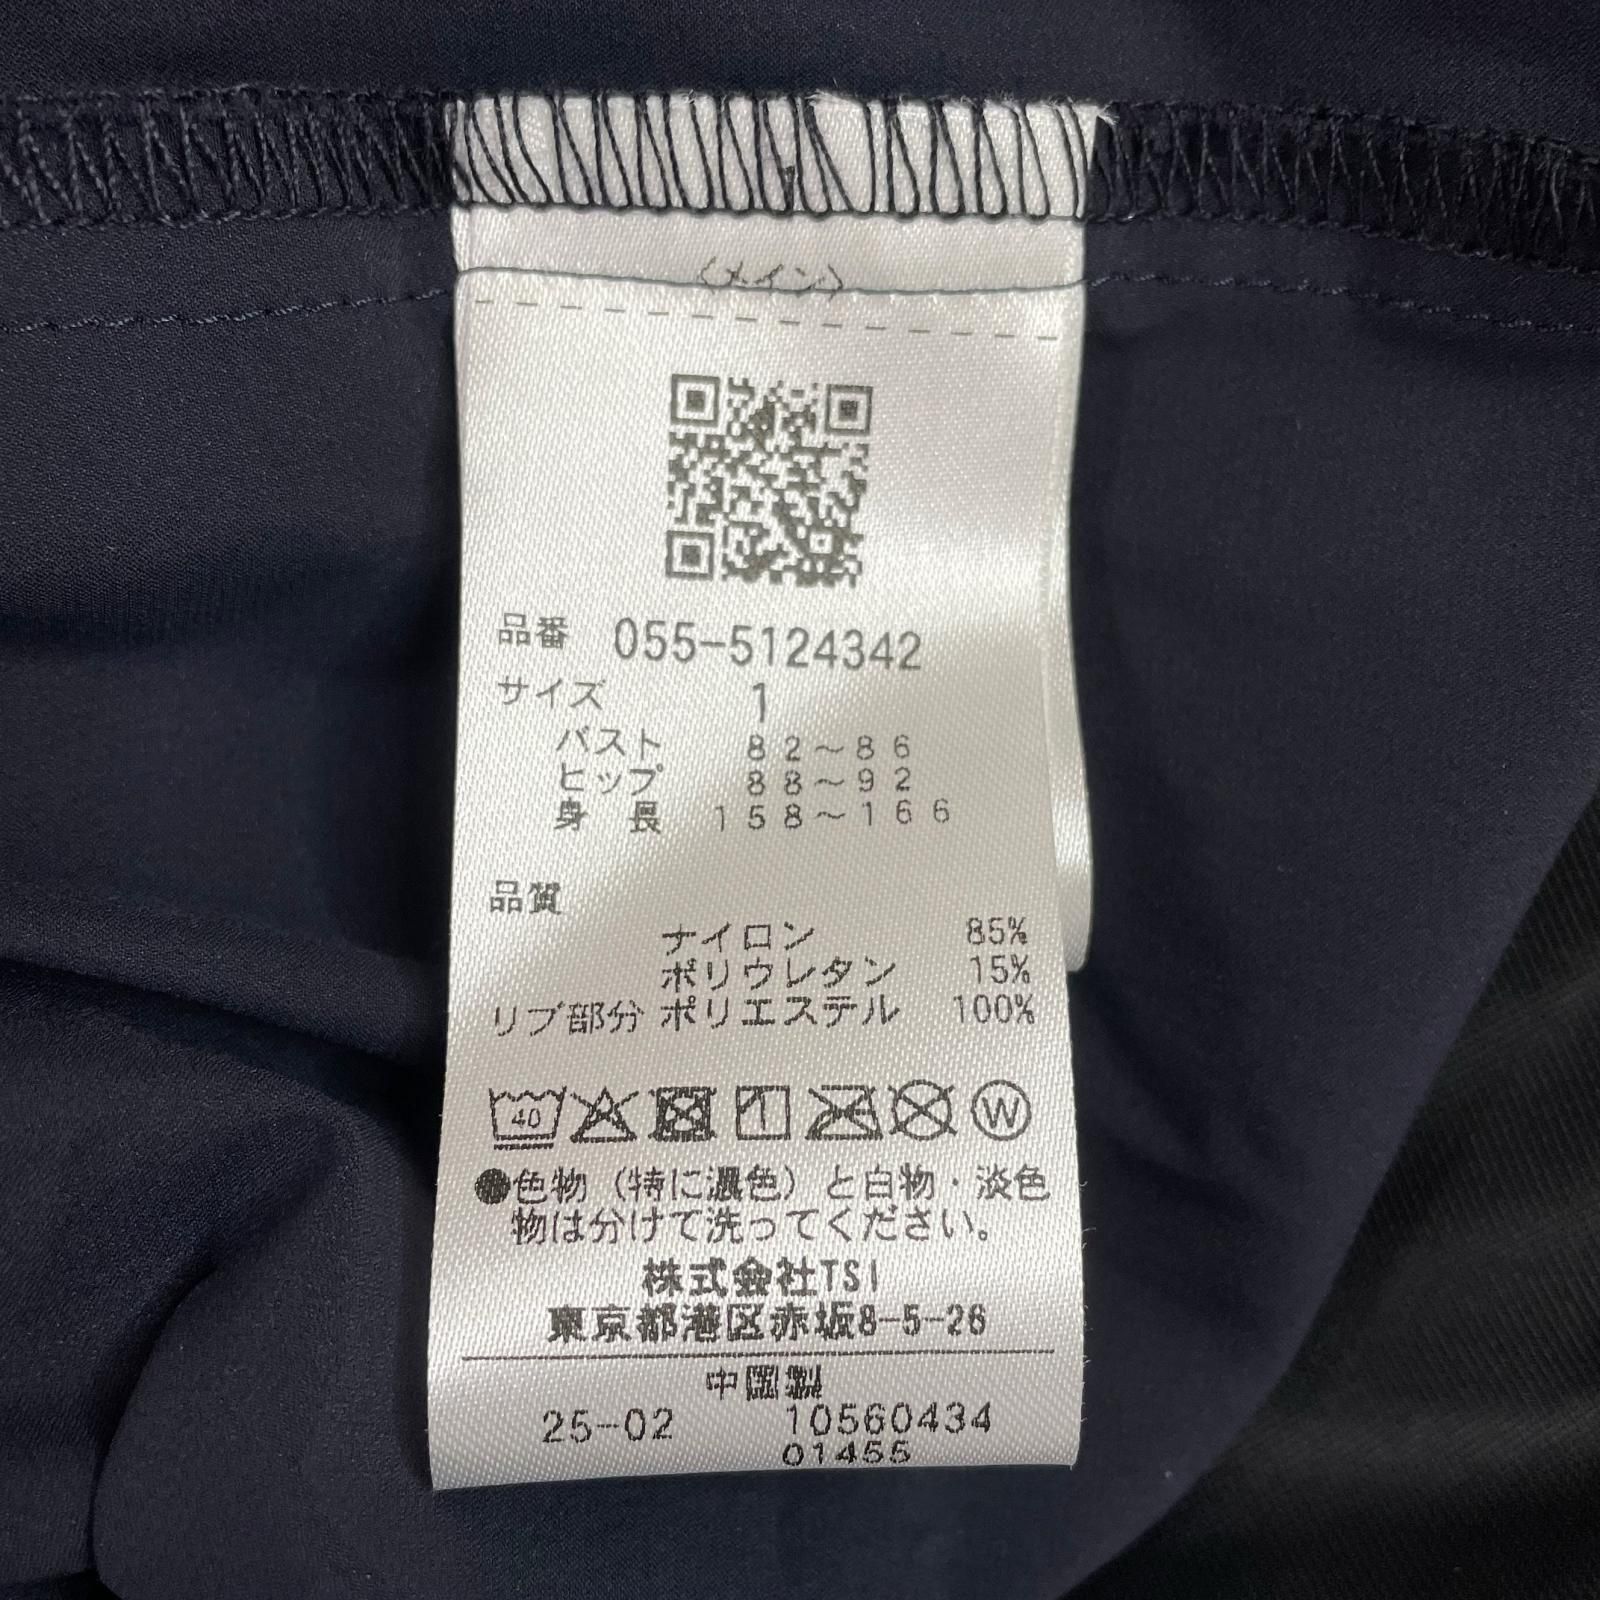 〈メイン〉
品番 055-5124342
サイズ 1
バスト 82～86
ヒップ 88～92
身長 158～166
品質
ナイロン 85%
ポリウレタン 15%
リブ部分 ポリエステル 100%
40 1 W
●色物（特に濃色）と白物・淡色
物は分けて洗ってください。
株式会社TSI
東京都港区赤坂8-5-26
中国製
25-02 10560434
01455